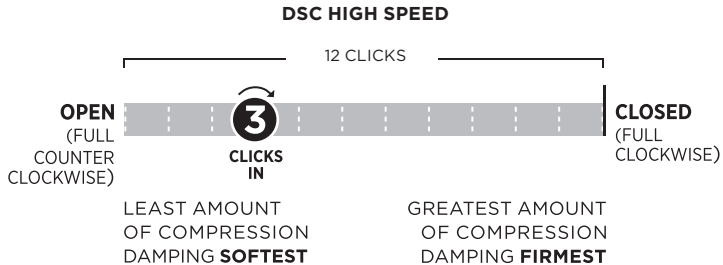 DSC HIGH SPEED
12 CLICKS
OPEN
(FULL
COUNTER
CLOCKWISE)
3
CLICKS
IN
CLOSED
(FULL
CLOCKWISE)
LEAST AMOUNT
OF COMPRESSION
DAMPING SOFTEST
GREATEST AMOUNT
OF COMPRESSION
DAMPING FIRMEST